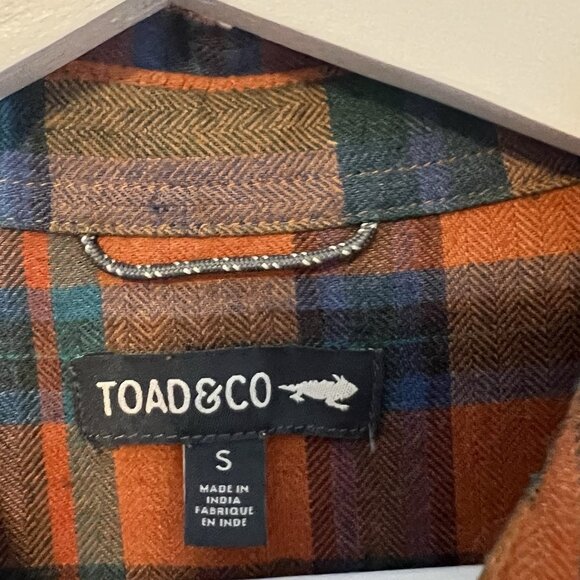 TOAD&CO
S
MADE IN
INDIA
FABRIQUE
EN INDE